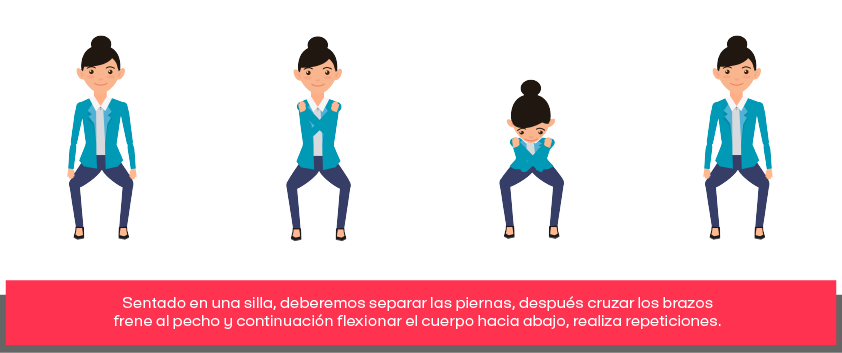 Sentado en una silla, deberemos separar las piernas, después cruzar los brazos
frene al pecho y continuación flexionar el cuerpo hacia abajo, realiza repeticiones.